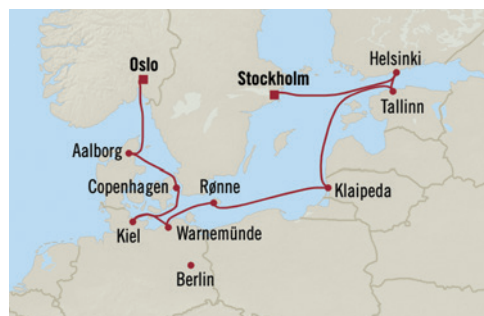 Helsinki
Oslo
Stockholm
Tallinn
Aalborg
Copenhagen
Rønne
Klaipeda
Kiel
Warnemünde
Berlin